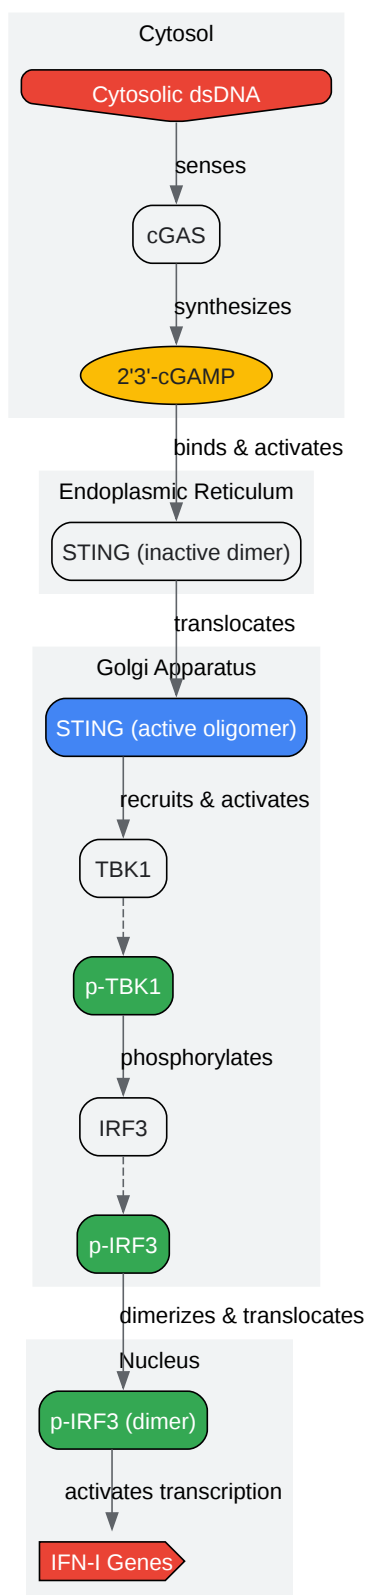 Cytosol
Cytosolic dsDNA
senses
cGAS
synthesizes
2'3'-cGAMP
binds & activates
Endoplasmic Reticulum
STING (inactive dimer)
translocates
Golgi Apparatus
STING (active oligomer)
recruits & activates
TBK1
p-TBK1
phosphorylates
IRF3
p-IRF3
dimerizes & translocates
Nucleus
p-IRF3 (dimer)
activates transcription
IFN-I Genes